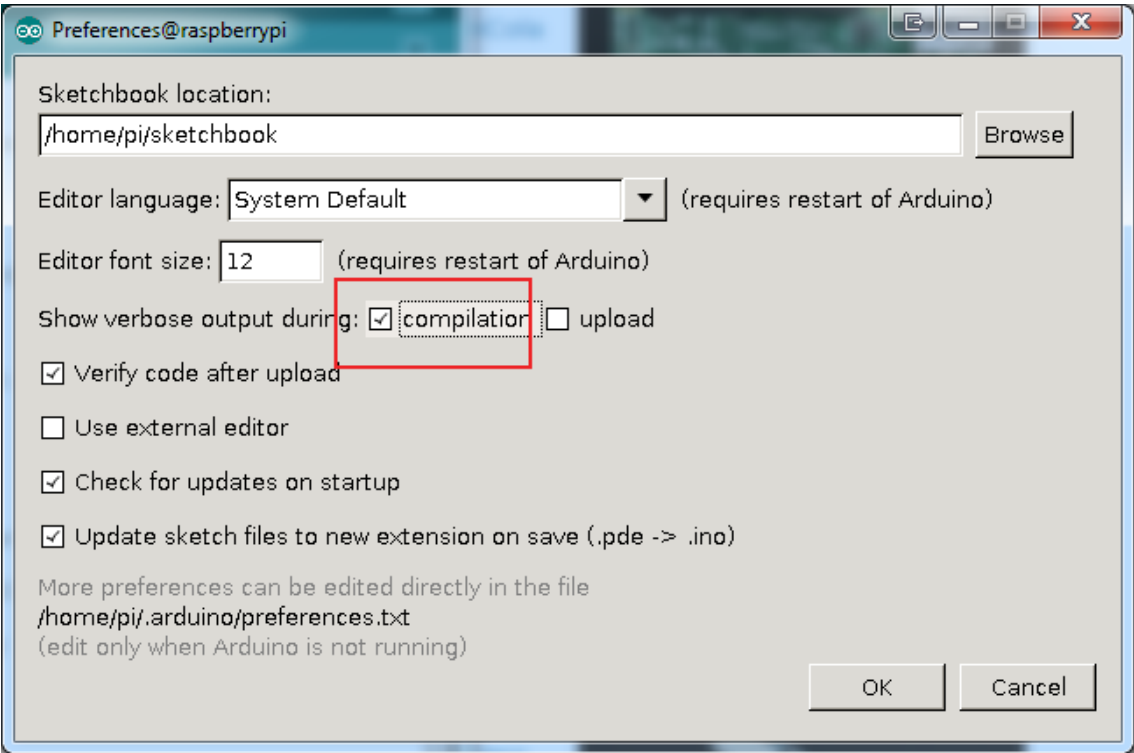 Preferences@raspberrypi
Sketchbook location:
/home/pi/sketchbook Browse
Editor language: System Default (requires restart of Arduino)
Editor font size: 12 (requires restart of Arduino)
Show verbose output during: compilation upload
Verify code after upload
Use external editor
Check for updates on startup
Update sketch files to new extension on save (.pde -> .ino)
More preferences can be edited directly in the file
/home/pi/.arduino/preferences.txt
(edit only when Arduino is not running)
OK Cancel